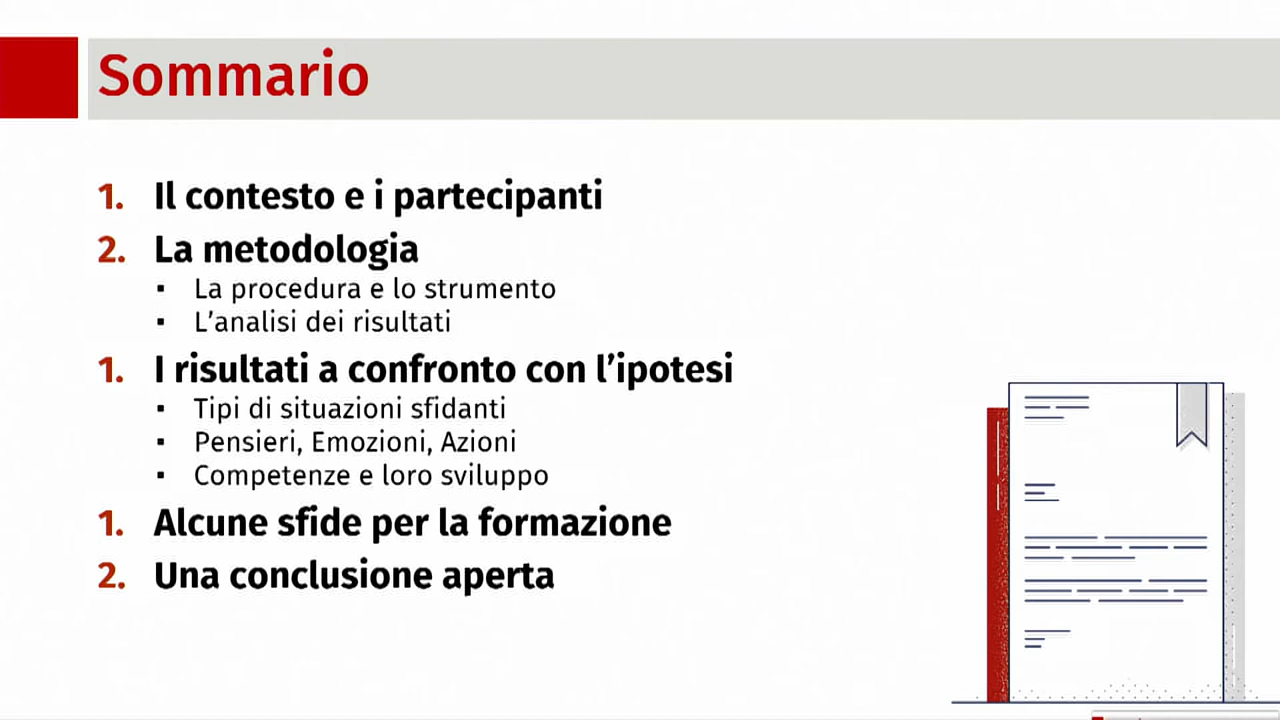 Sommario
1. Il contesto e i partecipanti
2. La metodologia
▪ La procedura e lo strumento
▪ L’analisi dei risultati
1. I risultati a confronto con l’ipotesi
▪ Tipi di situazioni sfidanti
▪ Pensieri, Emozioni, Azioni
▪ Competenze e loro sviluppo
1. Alcune sfide per la formazione
2. Una conclusione aperta